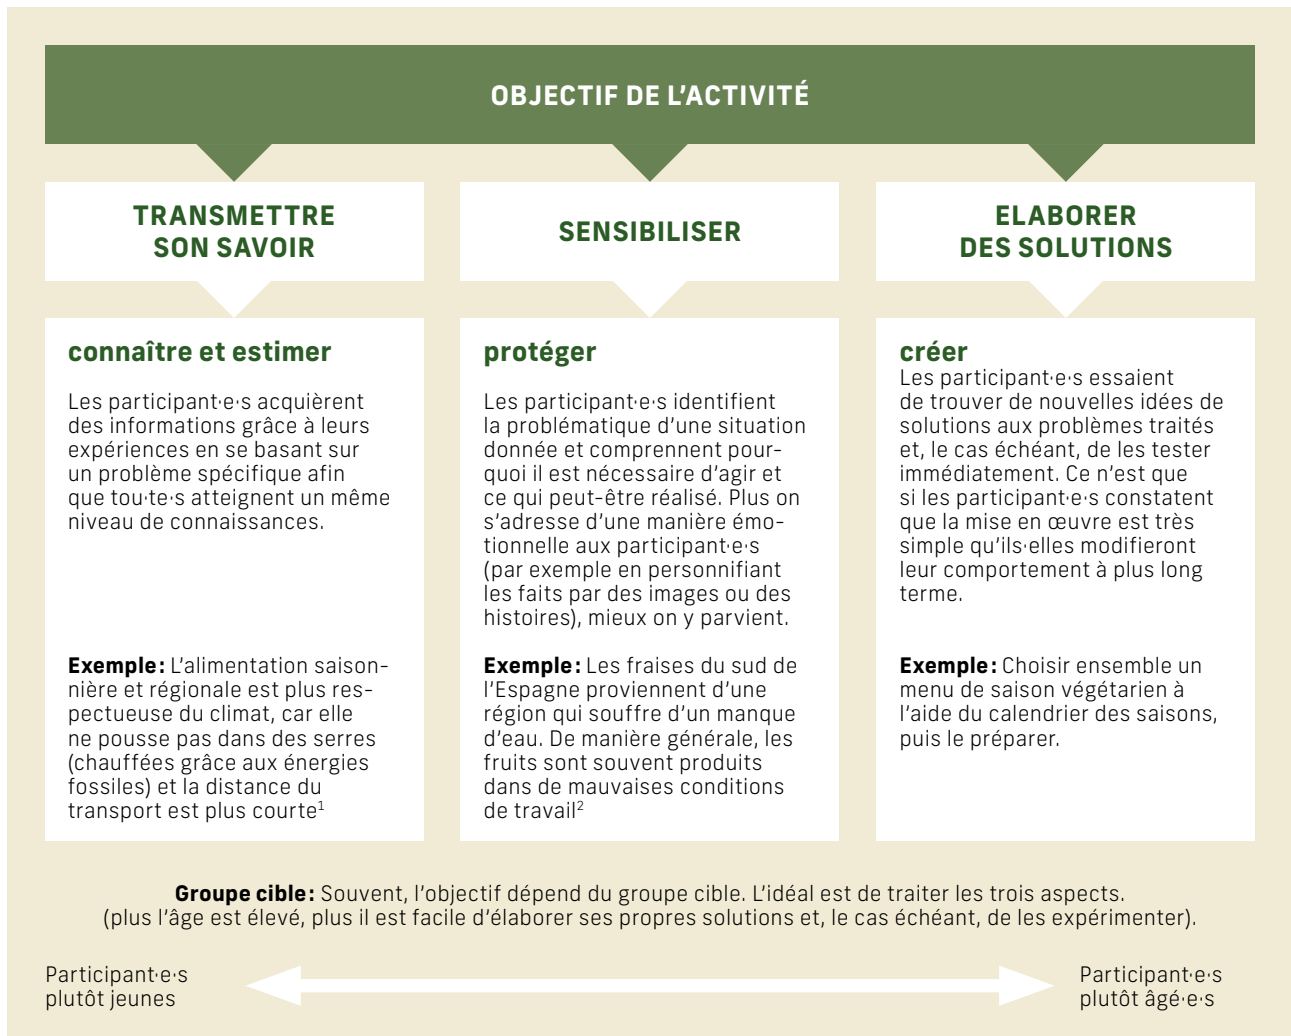 OBJECTIF DE L’ACTIVITÉ
TRANSMETTRE
SON SAVOIR
connaître et estimer
Les participant·e·s acquièrent
des informations grâce à leurs
expériences en se basant sur
un problème spécifique afin
que tou·te·s atteignent un même
niveau de connaissances.
Exemple: L’alimentation saison-
nière et régionale est plus res-
pectueuse du climat, car elle
ne pousse pas dans des serres
(chauffées grâce aux énergies
fossiles) et la distance du
transport est plus courte¹
SENSIBILISER
protéger
Les participant·e·s identifient
la problématique d’une situation
donnée et comprennent pour-
quoi il est nécessaire d’agir et
ce qui peut-être réalisé. Plus on
s’adresse d’une manière émo-
tionnelle aux participant·e·s
(par exemple en personnifiant
les faits par des images ou des
histoires), mieux on y parvient.
Exemple: Les fraises du sud de
l’Espagne proviennent d’une
région qui souffre d’un manque
d’eau. De manière générale, les
fruits sont souvent produits
dans de mauvaises conditions
de travail²
ELABORER
DES SOLUTIONS
créer
Les participant·e·s essaient
de trouver de nouvelles idées de
solutions aux problèmes traités
et, le cas échéant, de les tester
immédiatement. Ce n’est que
si les participant·e·s constatent
que la mise en œuvre est très
simple qu’ils·elles modifieront
leur comportement à plus long
terme.
Exemple: Choisir ensemble un
menu de saison végétarien à
l’aide du calendrier des saisons,
puis le préparer.
Groupe cible: Souvent, l’objectif dépend du groupe cible. L’idéal est de traiter les trois aspects.
(plus l’âge est élevé, plus il est facile d’élaborer ses propres solutions et, le cas échéant, de les expérimenter).
Participant·e·s
plutôt jeunes
Participant·e·s
plutôt âgé·e·s